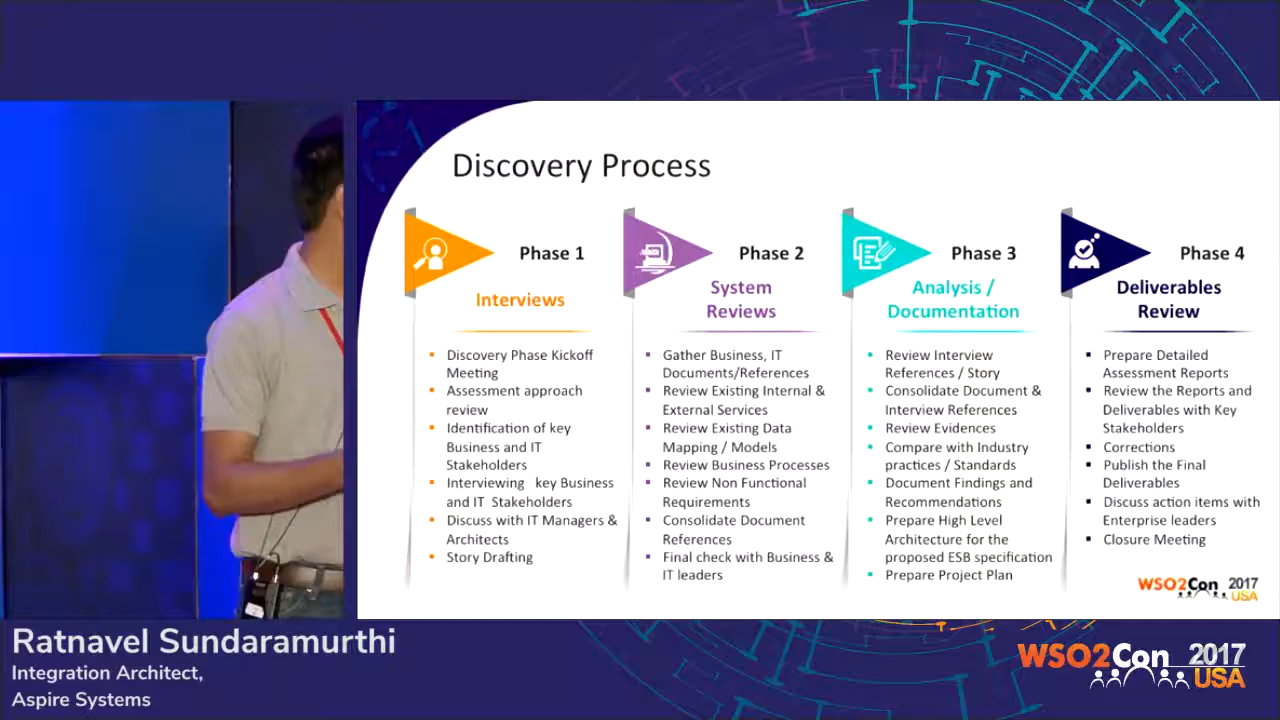 Discovery Process
Phase 1
Interviews
Discovery Phase Kickoff
Meeting
Assessment approach
review
Identification of key
Business and IT
Stakeholders
Interviewing key Business
and IT Stakeholders
Discuss with IT Managers &
Architects
Story Drafting
Phase 2
System
Reviews
Gather Business, IT
Documents/References
Review Existing Internal &
External Services
Review Existing Data
Mapping / Models
Review Business Processes
Review Non Functional
Requirements
Consolidate Document
References
Final check with Business &
IT leaders
Phase 3
Analysis /
Documentation
Review Interview
References / Story
Consolidate Document &
Interview References
Review Evidences
Compare with Industry
practices / Standards
Document Findings and
Recommendations
Prepare High Level
Architecture for the
proposed ESB specification
Prepare Project Plan
Phase 4
Deliverables
Review
Prepare Detailed
Assessment Reports
Review the Reports and
Deliverables with Key
Stakeholders
Corrections
Publish the Final
Deliverables
Discuss action items with
Enterprise leaders
Closure Meeting
WSO2Con 2017
USA
Ratnavel Sundaramurthi
Integration Architect,
Aspire Systems
WSO2Con 2017
USA